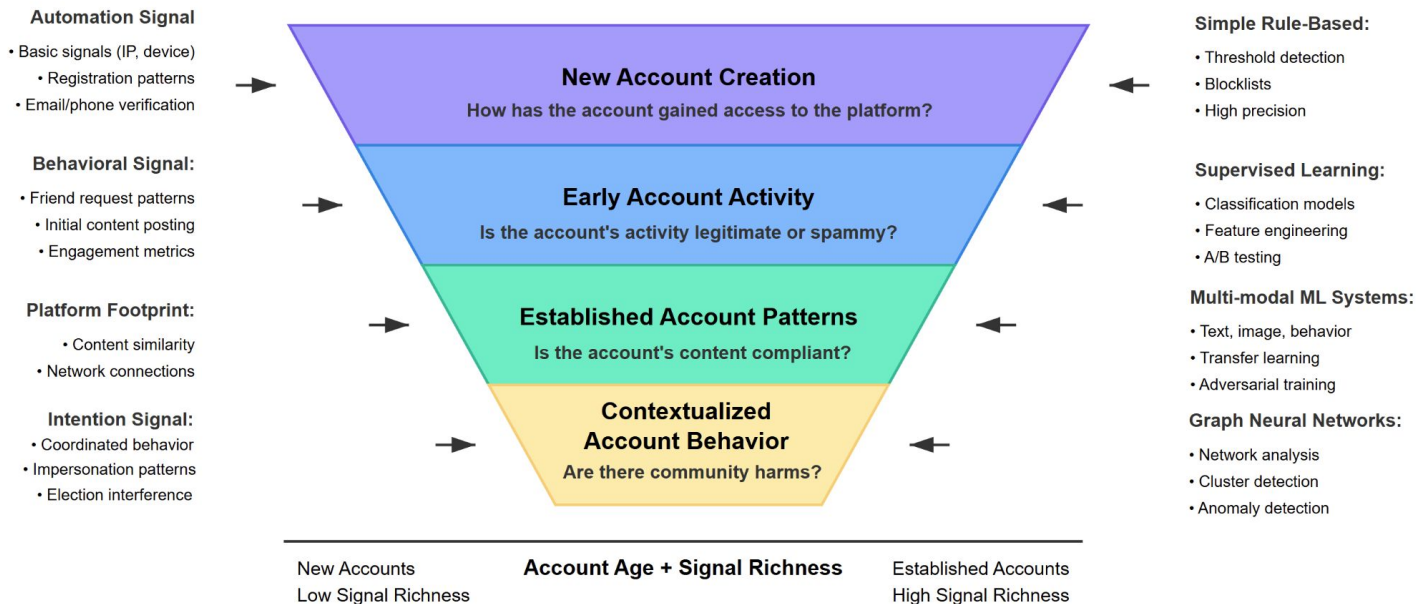 Automation Signal
• Basic signals (IP, device)
• Registration patterns
• Email/phone verification
New Account Creation
How has the account gained access to the platform?
Simple Rule-Based:
• Threshold detection
• Blocklists
• High precision
Behavioral Signal:
• Friend request patterns
• Initial content posting
• Engagement metrics
Early Account Activity
Is the account's activity legitimate or spammy?
Supervised Learning:
• Classification models
• Feature engineering
• A/B testing
Platform Footprint:
• Content similarity
• Network connections
Established Account Patterns
Is the account's content compliant?
Multi-modal ML Systems:
• Text, image, behavior
• Transfer learning
• Adversarial training
Intention Signal:
• Coordinated behavior
• Impersonation patterns
• Election interference
Contextualized
Account Behavior
Are there community harms?
Graph Neural Networks:
• Network analysis
• Cluster detection
• Anomaly detection
New Accounts
Low Signal Richness
Account Age + Signal Richness
Established Accounts
High Signal Richness